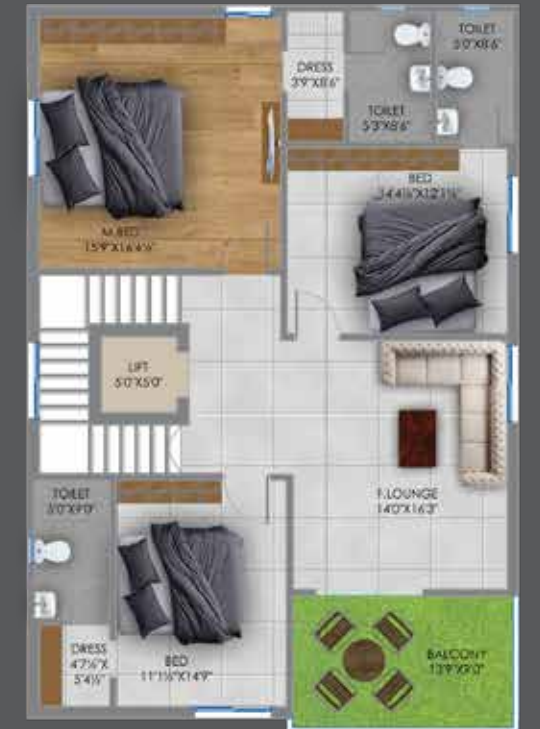 TOILET
5'0"X8'6"
DRESS
3'9"X8'6"
TOILET
5'3"X8'6"
BED
14'4½"X12'1½"
M.BED
15'9"X16'4½"
LIFT
5'0"X5'0"
TOILET
5'0"X9'0"
F.LOUNGE
14'0"X16'3"
DRESS
4'7½"X
5'4½"
BED
11'1½"X14'9"
BALCONY
13'9"X9'0"